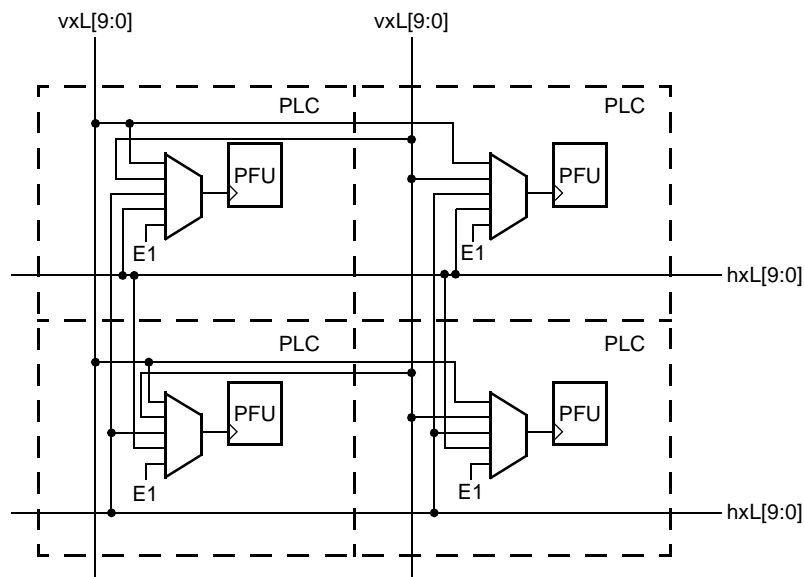 vxL[9:0] vxL[9:0]
PLC PLC
PFU PFU
E1 E1
hxL[9:0]
PLC PLC
PFU PFU
E1 E1
hxL[9:0]